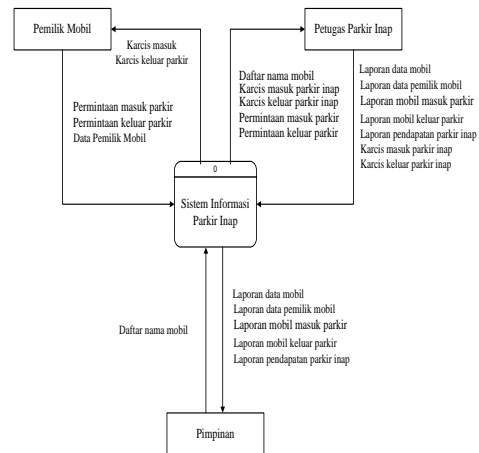 Pemilik Mobil
Petugas Parkir Inap
Karcis masuk
Karcis keluar parkir
Daftar nama mobil
Karcis masuk parkir inap
Karcis keluar parkir inap
Permintaan masuk parkir
Permintaan keluar parkir
Laporan data mobil
Laporan data pemilik mobil
Laporan mobil masuk parkir
Laporan mobil keluar parkir
Laporan pendapatan parkir inap
Karcis masuk parkir inap
Karcis keluar parkir inap
Permintaan masuk parkir
Permintaan keluar parkir
Data Pemilik Mobil
0
Sistem Informasi
Parkir Inap
Daftar nama mobil
Laporan data mobil
Laporan data pemilik mobil
Laporan mobil masuk parkir
Laporan mobil keluar parkir
Laporan pendapatan parkir inap
Pimpinan